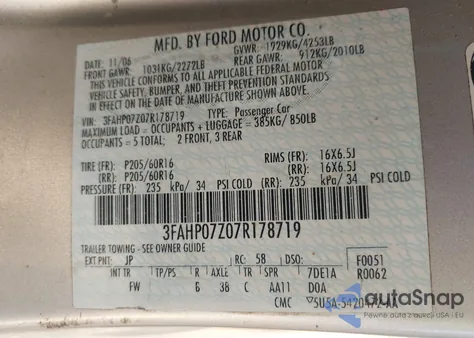 MFD. BY FORD MOTOR CO.
DATE: 11/06 GVWR: 1929KG/4253LB
FRONT GAWR: 1031KG/2272LB REAR GAWR: 912KG/2010LB
THIS VEHICLE CONFORMS TO ALL APPLICABLE FEDERAL MOTOR
VEHICLE SAFETY, BUMPER, AND THEFT PREVENTION STANDARDS
IN EFFECT ON THE DATE OF MANUFACTURE SHOWN ABOVE.
VIN: 3FAHP07Z07R178719 TYPE: Passenger Car
MAXIMUM LOAD = OCCUPANTS + LUGGAGE = 385KG/ 850LB
OCCUPANTS = 5 TOTAL: 2 FRONT, 3 REAR
TIRE (FR) P205/60R16 RIMS (FR) 16X6.5J
(RR) P205/60R16 (RR) 16X6.5J
PRESSURE (FR) 235 kPa/ 34 PSI COLD (RR) 235 kPa/ 34 PSI COLD
3FAHP07Z07R178719
TRAILER TOWING - SEE OWNER GUIDE
EXT PNT: JP RC: 58 DSO: F0051
INT TR TP/PS R AXLE TR SPR 7DE1A R0062
FW 6 38 C AA11 D0A
CMC
autoSnap
Pewne auto z aukcji USA i EU